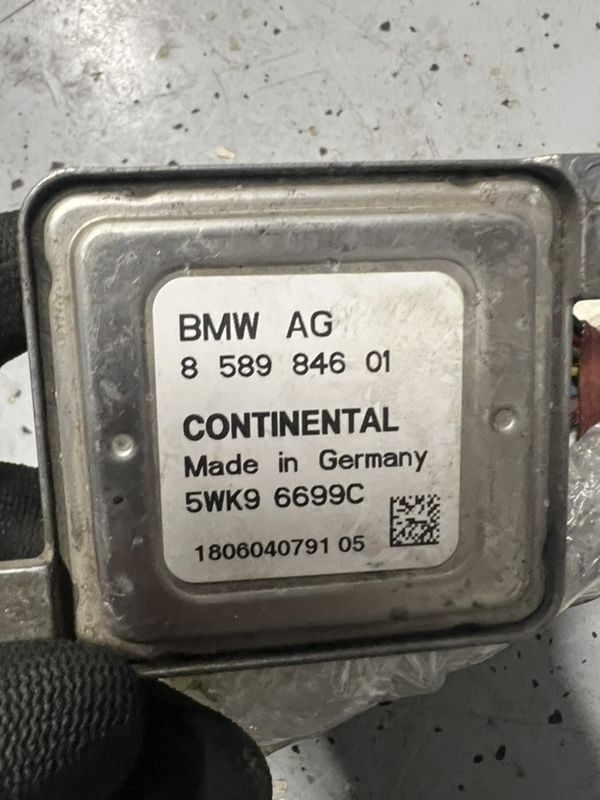 BMW AG
8 589 846 01
CONTINENTAL
Made in Germany
5WK9 6699C
1806040791 05